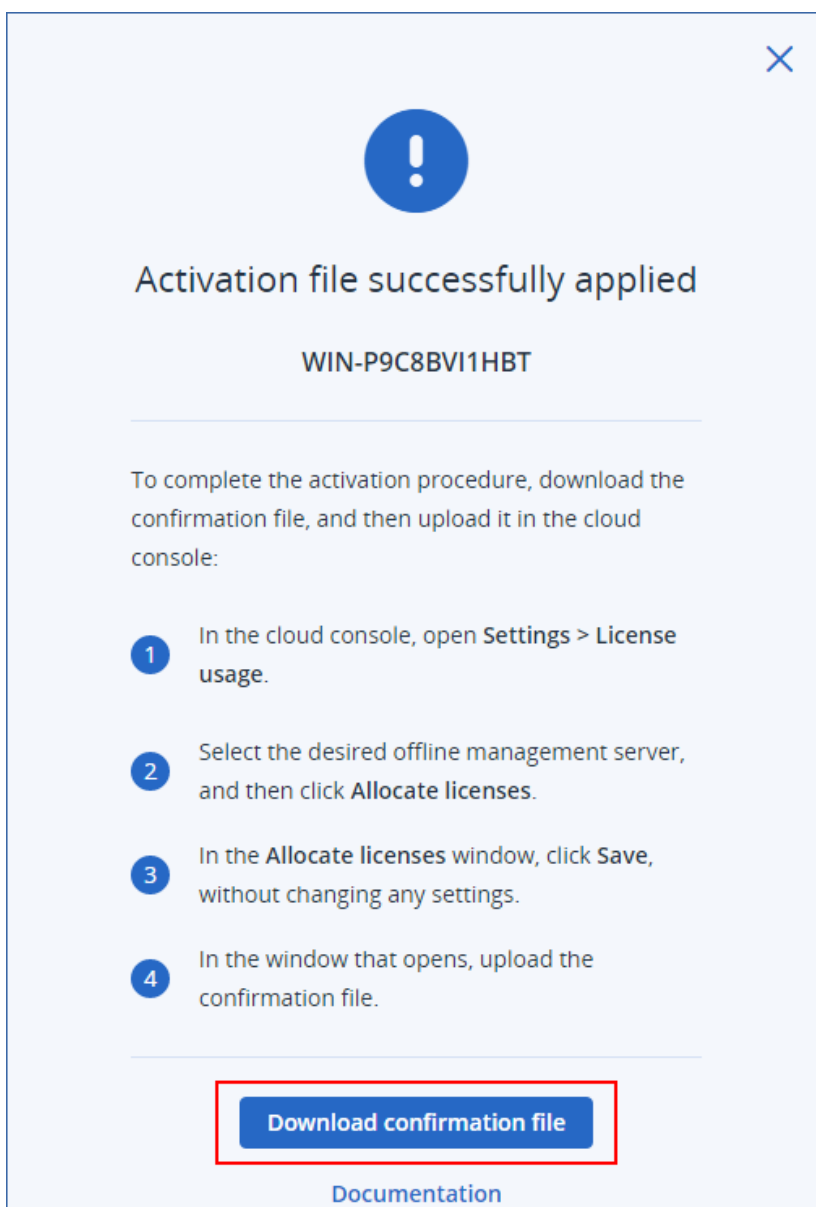 Activation file successfully applied
WIN-P9C8BVI1HBT
To complete the activation procedure, download the
confirmation file, and then upload it in the cloud
console:
1
In the cloud console, open Settings > License
usage.
2
Select the desired offline management server,
and then click Allocate licenses.
3
In the Allocate licenses window, click Save,
without changing any settings.
4
In the window that opens, upload the
confirmation file.
Download confirmation file
Documentation